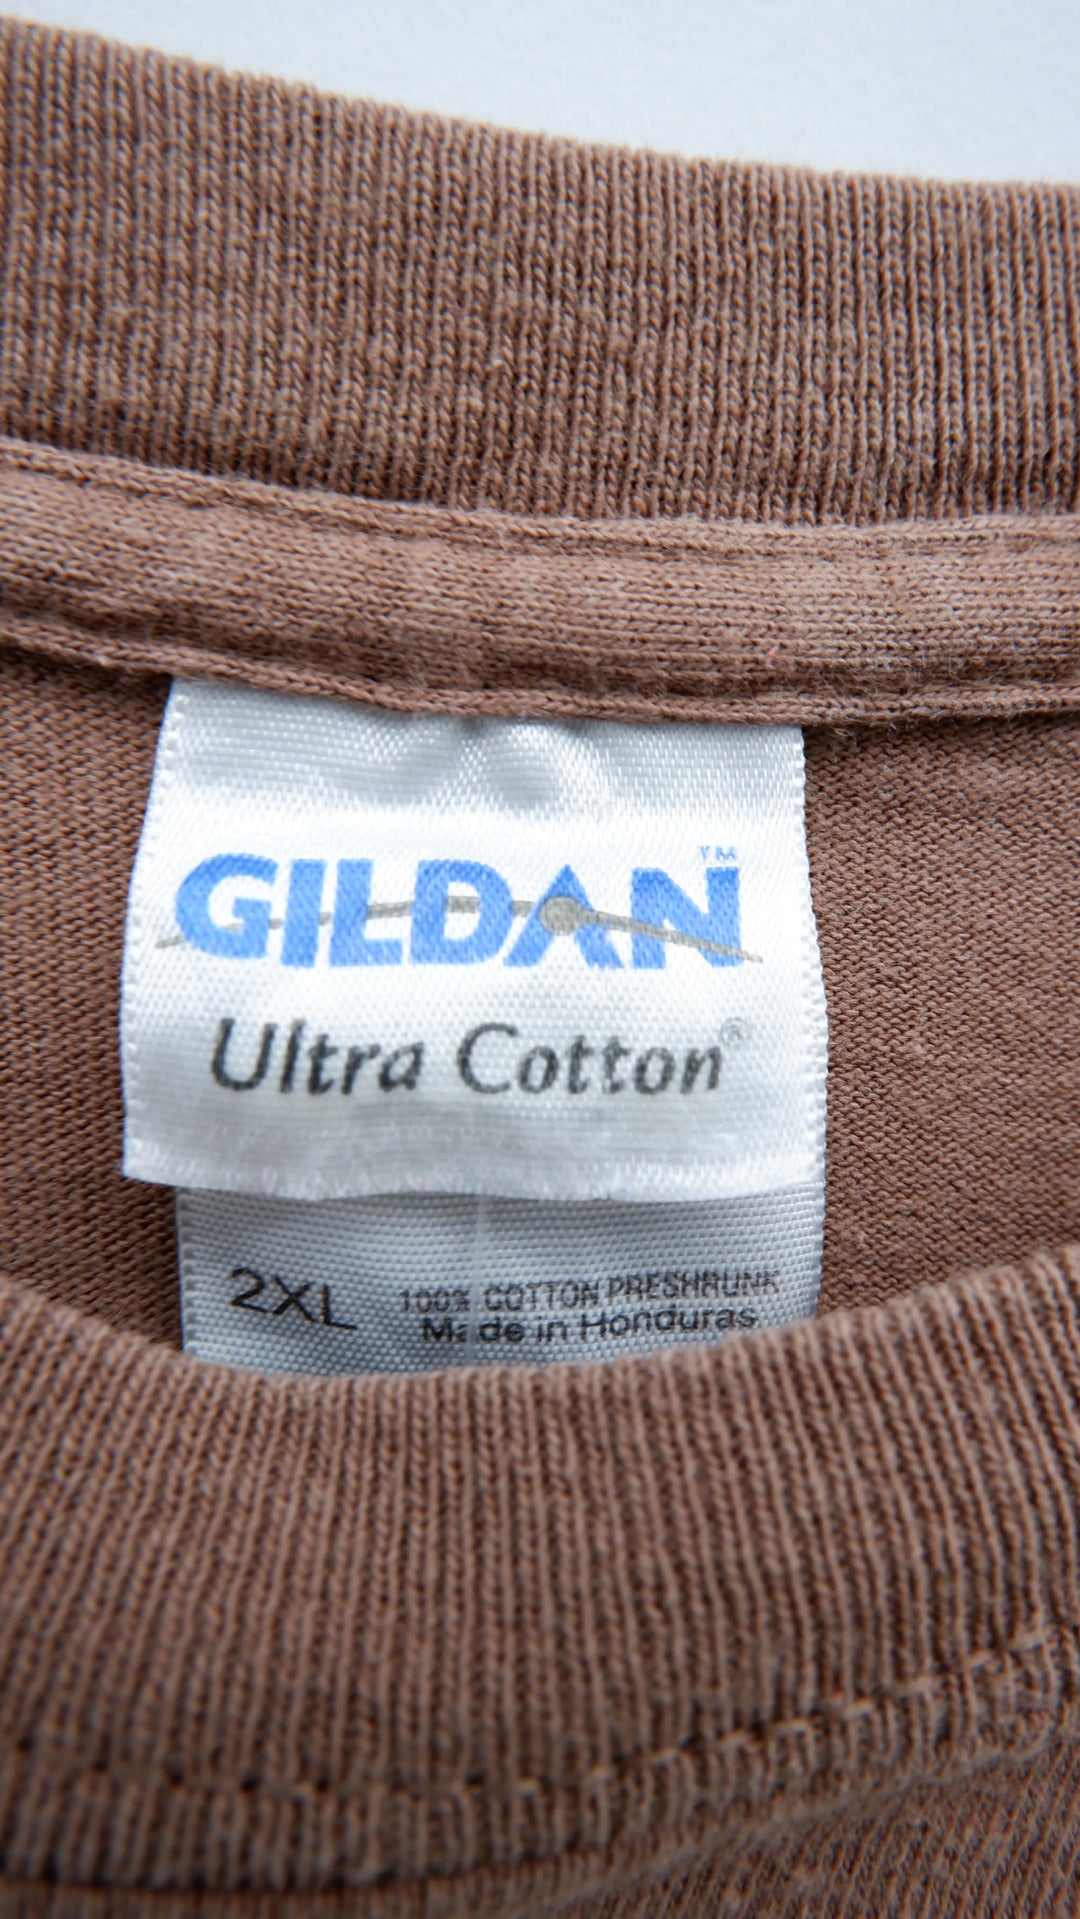 GILDAN™
Ultra Cotton®
2XL 100% COTTON PRESHRUNK
Made in Honduras